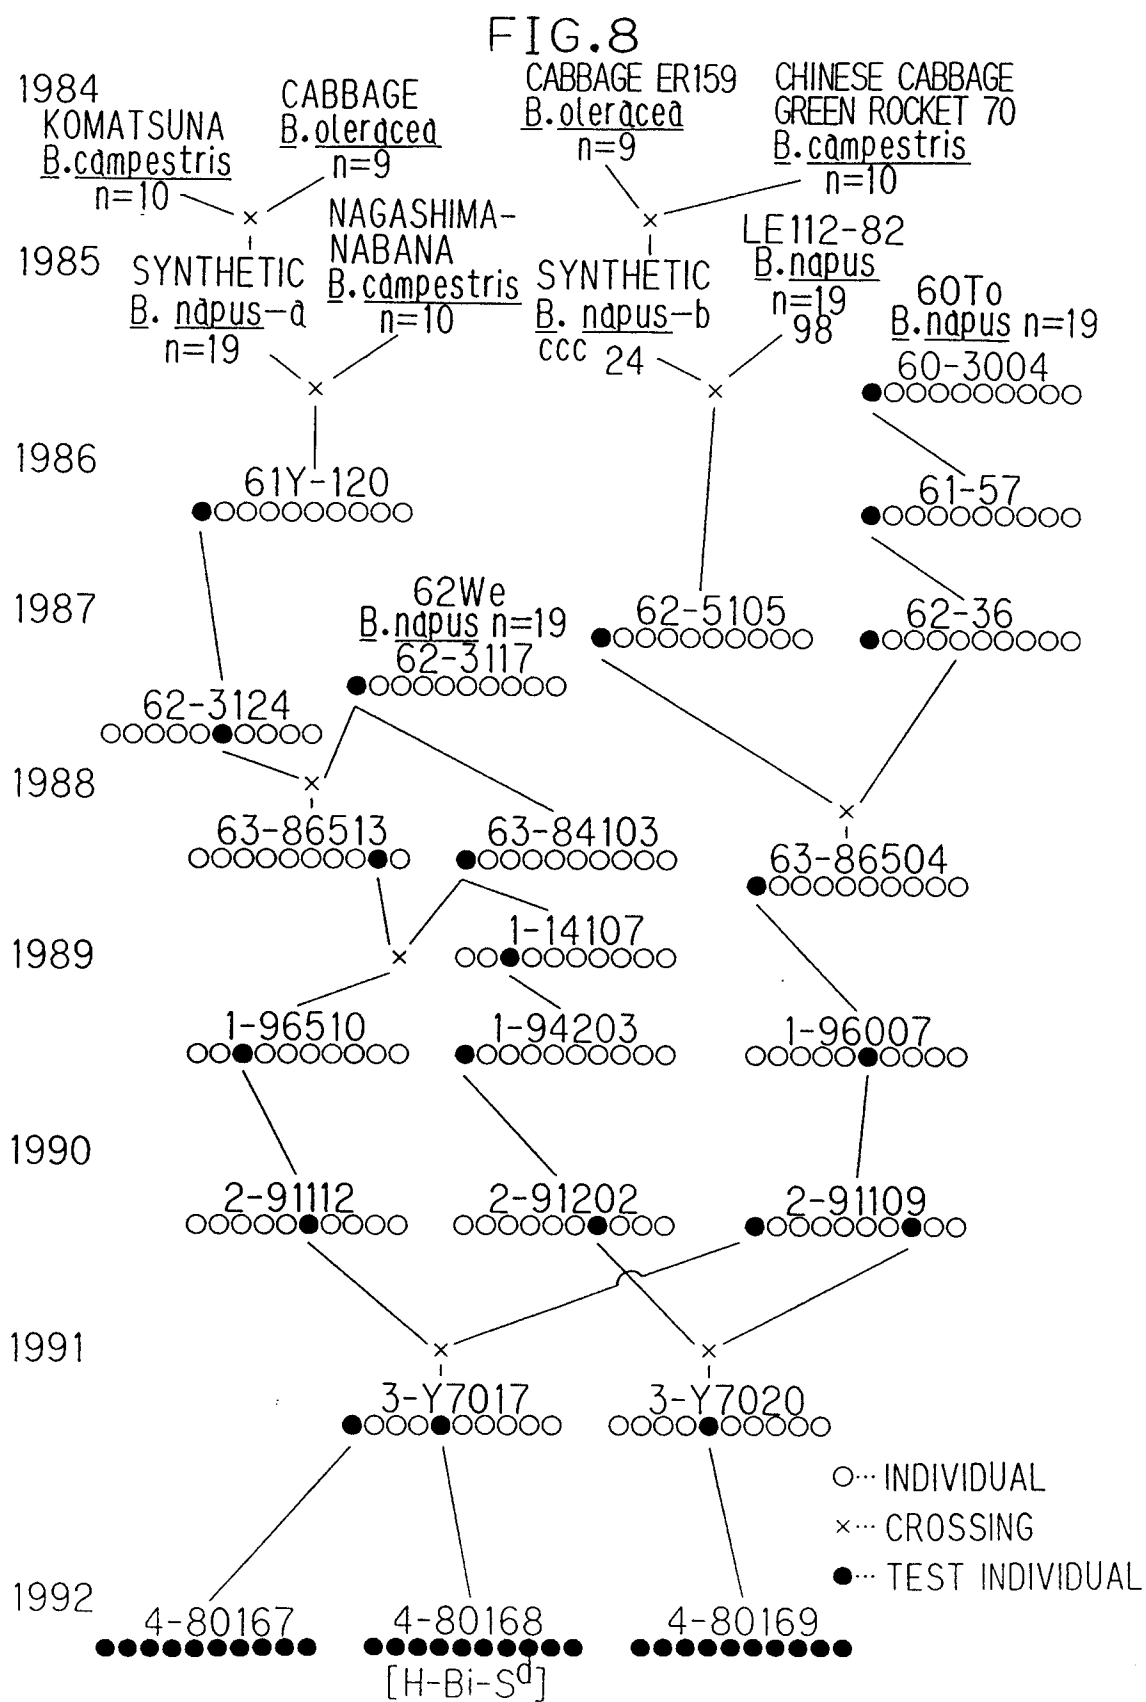 FIG.8
1984
KOMATSUNA
B.campestris
n=10
CABBAGE
B.oleracea
n=9
CABBAGE ER159
B.oleracea
n=9
CHINESE CABBAGE
GREEN ROCKET 70
B.campestris
n=10
×
×
1985
SYNTHETIC
B. napus-a
n=19
NAGASHIMA-
NABANA
B.campestris
n=10
SYNTHETIC
B. napus-b
ccc 24
LE112-82
B.napus
n=19
98
60To
B.napus n=19
60-3004
×
×
1986
61Y-120
61-57
1987
62We
B.napus n=19
62-3117
62-5105
62-36
62-3124
1988
×
×
63-86513
63-84103
63-86504
1989
×
1-14107
1-96510
1-94203
1-96007
1990
2-91112
2-91202
2-91109
1991
×
×
3-Y7017
3-Y7020
○··· INDIVIDUAL
×··· CROSSING
●··· TEST INDIVIDUAL
1992
4-80167
4-80168
4-80169
[H-Bi-Sd]